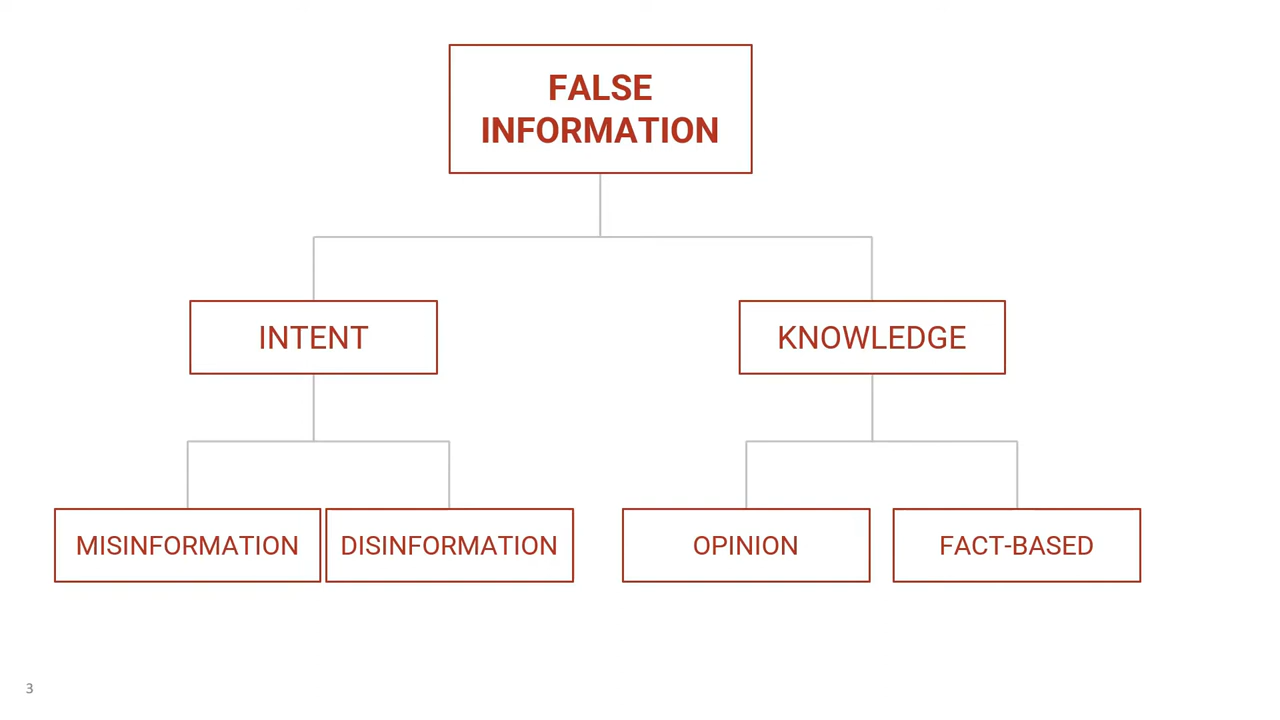 FALSE
INFORMATION
INTENT
KNOWLEDGE
MISINFORMATION
DISINFORMATION
OPINION
FACT-BASED
3